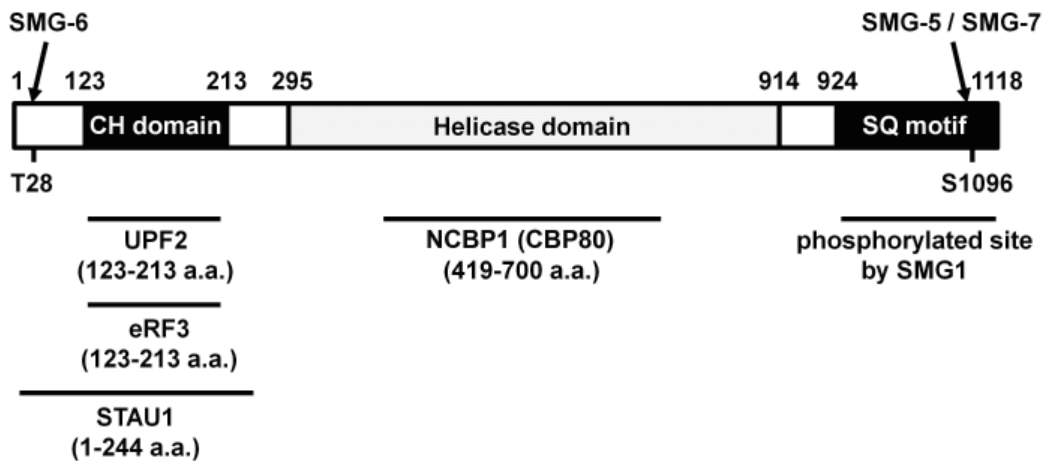 SMG-6
SMG-5 / SMG-7
1 123 213 295 914 924 1118
CH domain
Helicase domain
SQ motif
T28
S1096
UPF2
(123-213 a.a.)
NCBP1 (CBP80)
(419-700 a.a.)
phosphorylated site
by SMG1
eRF3
(123-213 a.a.)
STAU1
(1-244 a.a.)